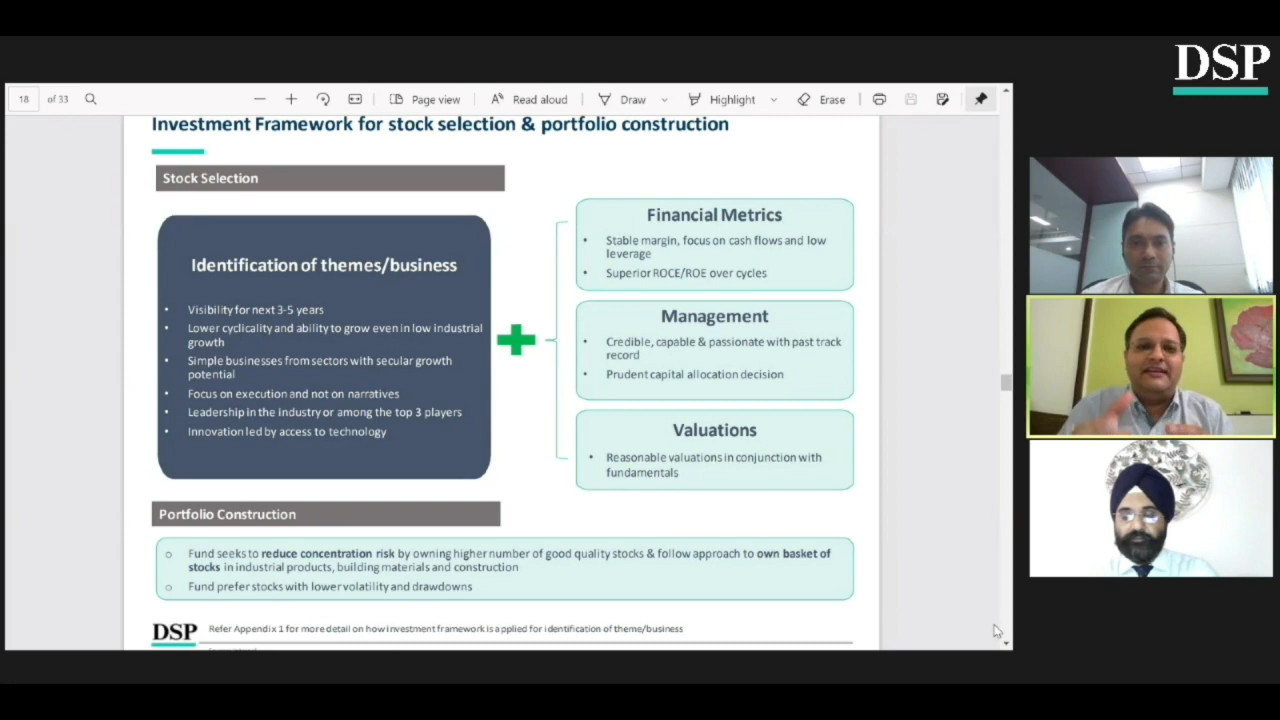 DSP
18 of 33
Page view
Read aloud
Draw
Highlight
Erase
Investment Framework for stock selection & portfolio construction
Stock Selection
Identification of themes/business
• Visibility for next 3-5 years
• Lower cyclicality and ability to grow even in low industrial
growth
• Simple businesses from sectors with secular growth
potential
• Focus on execution and not on narratives
• Leadership in the industry or among the top 3 players
• Innovation led by access to technology
Financial Metrics
• Stable margin, focus on cash flows and low
leverage
• Superior ROCE/ROE over cycles
Management
• Credible, capable & passionate with past track
record
• Prudent capital allocation decision
Valuations
• Reasonable valuations in conjunction with
fundamentals
Portfolio Construction
o Fund seeks to reduce concentration risk by owning higher number of good quality stocks & follow approach to own basket of
stocks in industrial products, building materials and construction
o Fund prefer stocks with lower volatility and drawdowns
DSP
Refer Appendix 1 for more detail on how investment framework is applied for identification of theme/business